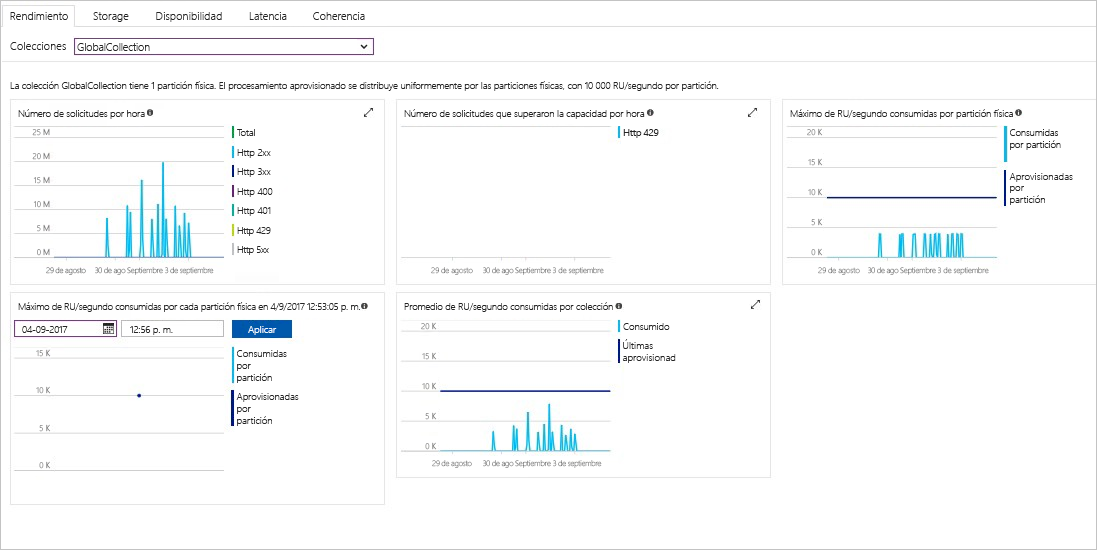 Rendimiento Storage Disponibilidad Latencia Coherencia
Colecciones GlobalCollection
La colección GlobalCollection tiene 1 partición física. El procesamiento aprovisionado se distribuye uniformemente por las particiones físicas, con 10 000 RU/segundo por partición.
Número de solicitudes por hora
25 M
20 M
15 M
10 M
5 M
0 M
29 de agosto 30 de ago Septiembre 3 de septiembre
Total
Http 2xx
Http 3xx
Http 400
Http 401
Http 429
Http 5xx
Número de solicitudes que superaron la capacidad por hora
29 de agosto 30 de ago Septiembre 3 de septiembre
Http 429
Máximo de RU/segundo consumidas por partición física
20 K
15 K
10 K
5 K
0 K
29 de agosto 30 de ago Septiembre 3 de septiembre
Consumidas
por partición
Aprovisionadas
por
partición
Máximo de RU/segundo consumidas por cada partición física en 4/9/2017 12:53:05 p. m.
04-09-2017 12:56 p. m. Aplicar
15 K
10 K
5 K
0 K
Consumidas
por
partición
Aprovisionadas
por
partición
Promedio de RU/segundo consumidas por colección
20 K
15 K
10 K
5 K
0 K
29 de agosto 30 de ago Septiembre 3 de septiembre
Consumido
Últimas
aprovisionad